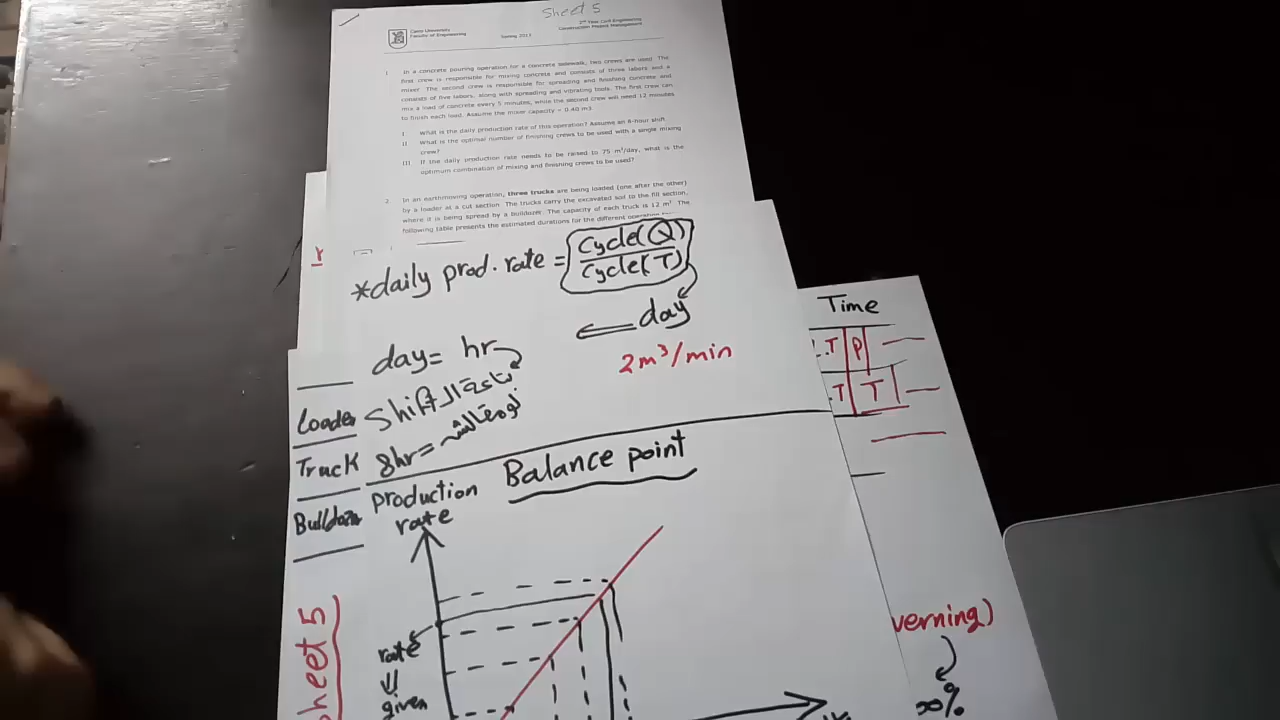 Sheet 5
Cairo University
Faculty of Engineering
Spring 2013
2nd Year Civil Engineering
Construction Project Management
1 In a concrete pouring operation for a concrete sidewalk, two crews are used. The
first crew is responsible for mixing concrete and consists of three labors and a
mixer. The second crew is responsible for spreading and finishing concrete and
consists of five labors, along with spreading and vibrating tools. The first crew can
mix a load of concrete every 5 minutes, while the second crew will need 12 minutes
to finish each load. Assume the mixer capacity = 0.40 m3
I What is the daily production rate of this operation? Assume an 8-hour shift.
II What is the optimal number of finishing crews to be used with a single mixing
crew?
III If the daily production rate needs to be raised to 75 m³/day, what is the
optimum combination of mixing and finishing crews to be used?
2 In an earthmoving operation, three trucks are being loaded (one after the other)
by a loader at a cut section. The trucks carry the excavated soil to the fill section,
where it is being spread by a bulldozer. The capacity of each truck is 12 m³. The
following table presents the estimated durations for the different
*daily prod. rate = Cycle(Q)
Cycle(T)
day
2m³/min
day = hr
shift
8hr =
Loader
Truck
Bulldozer
Balance point
production
rate
rate
given
sheet 5
Time
.T P
.T T
verning)